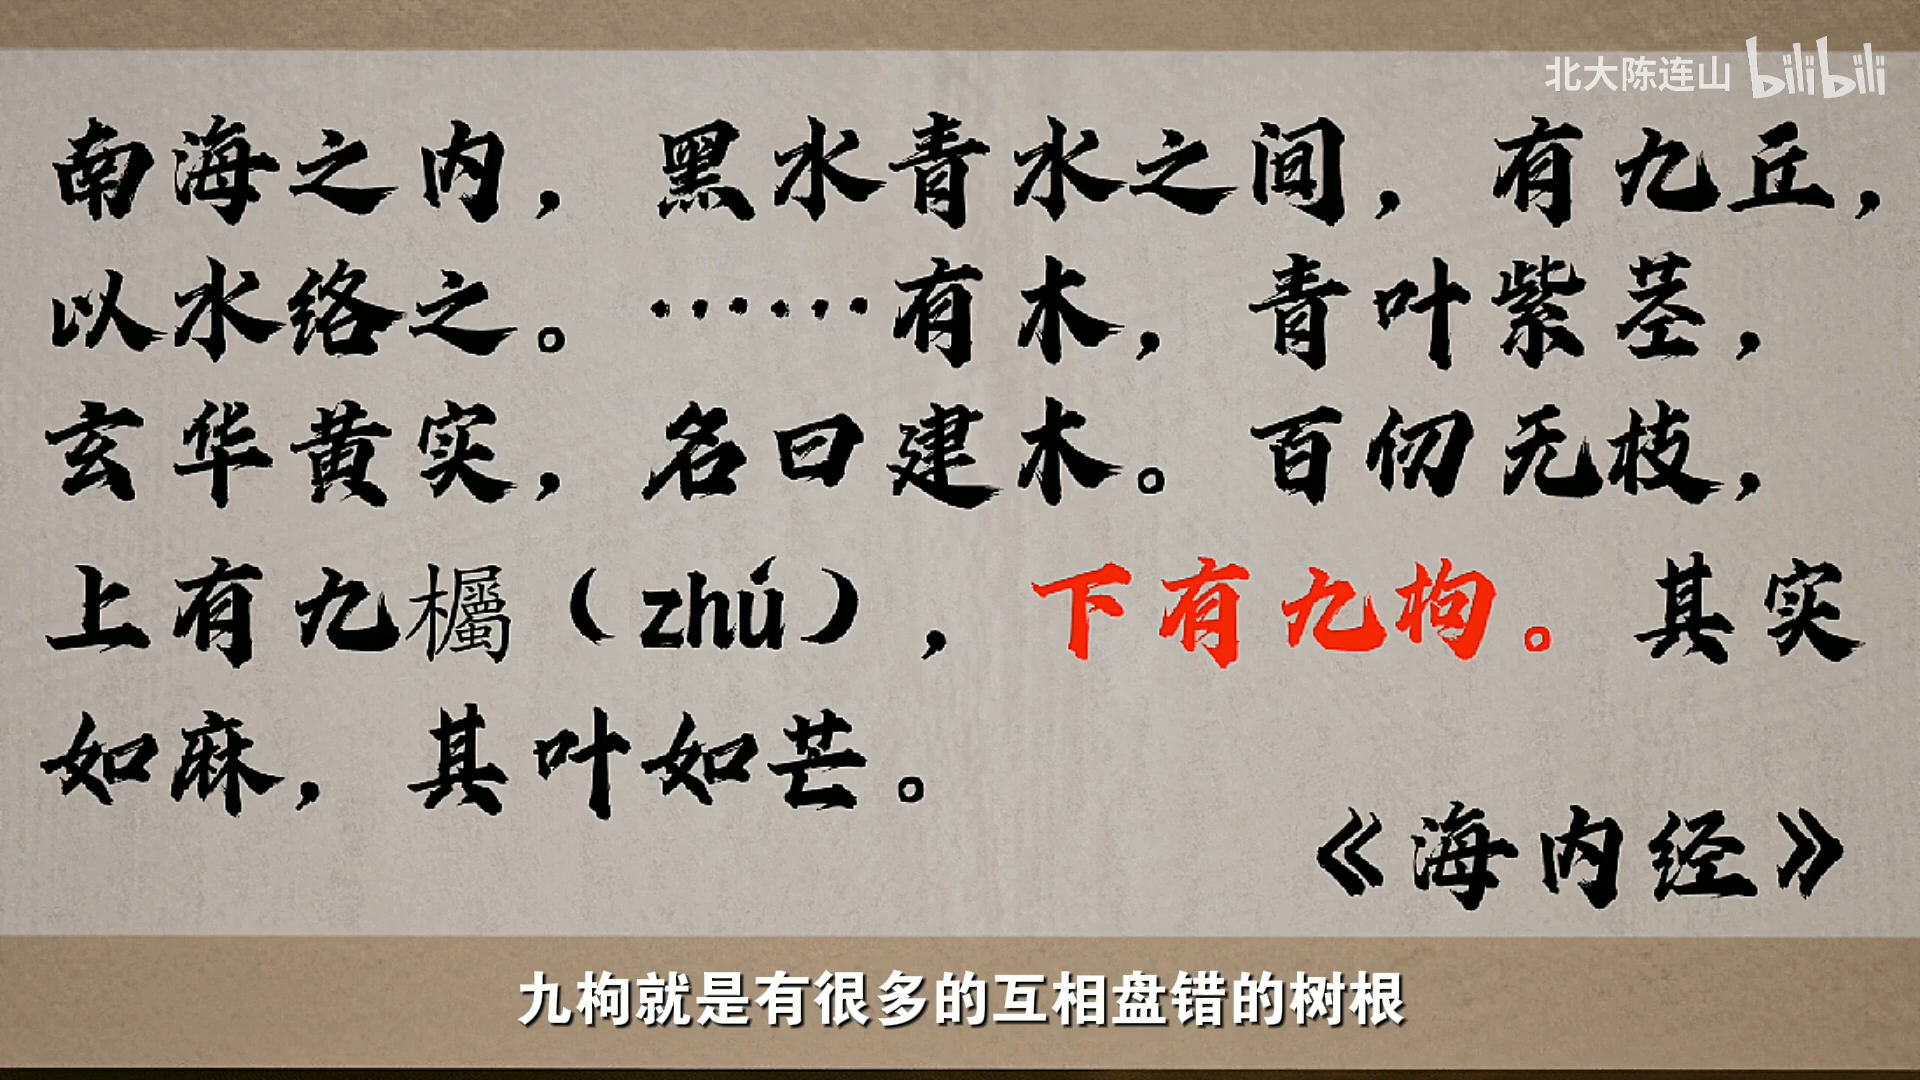 北大陈连山 bilibili
南海之内，黑水青水之间，有九丘，
以水络之。……有木，青叶紫茎，
玄华黄实，名曰建木。百仞无枝，
上有九欘（zhú），下有九枸。其实
如麻，其叶如芒。
《海内经》
九枸就是有很多的互相盘错的树根